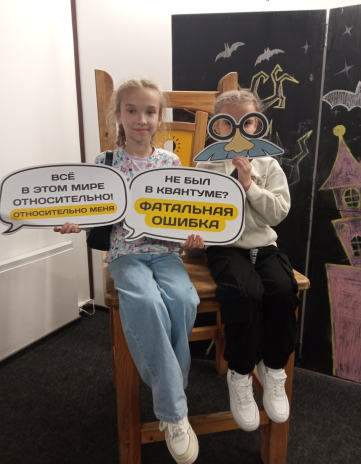 ВСЁ
В ЭТОМ МИРЕ
ОТНОСИТЕЛЬНО!
ОТНОСИТЕЛЬНО МЕНЯ
НЕ БЫЛ
В КВАНТУМЕ?
ФАТАЛЬНАЯ
ОШИБКА